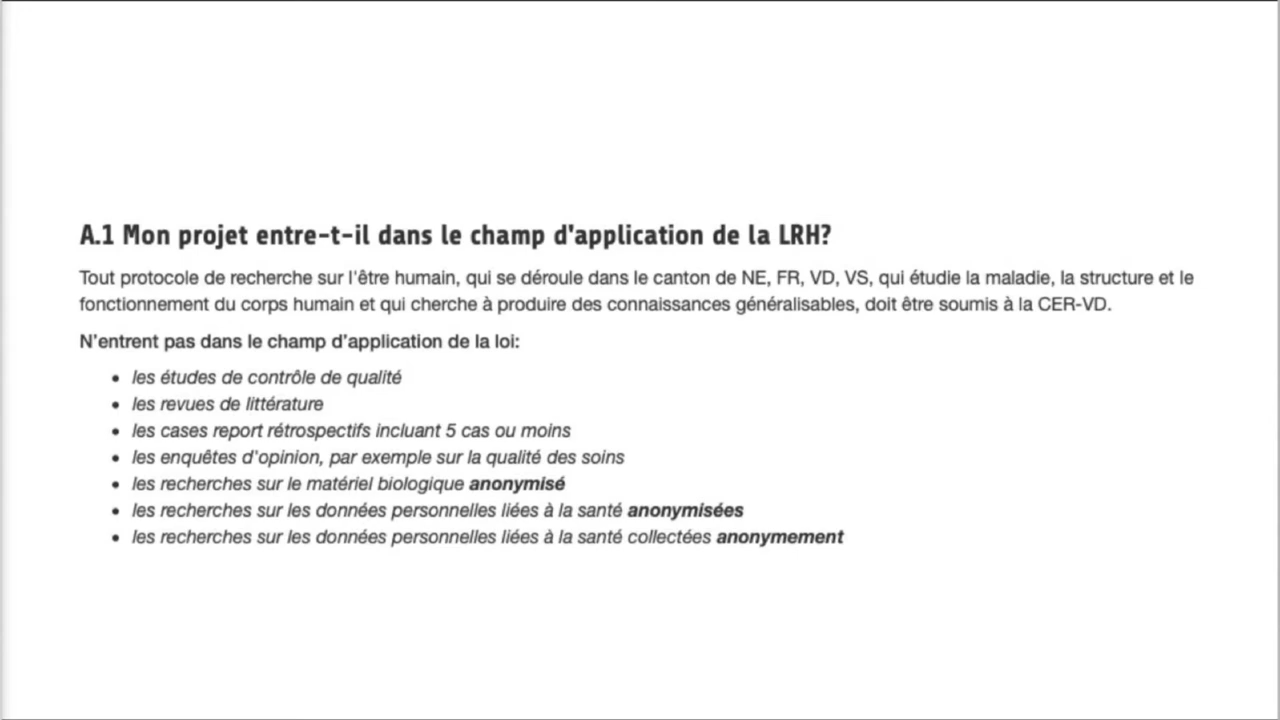 A.1 Mon projet entre-t-il dans le champ d'application de la LRH?
Tout protocole de recherche sur l'être humain, qui se déroule dans le canton de NE, FR, VD, VS, qui étudie la maladie, la structure et le
fonctionnement du corps humain et qui cherche à produire des connaissances généralisables, doit être soumis à la CER-VD.
N'entrent pas dans le champ d'application de la loi:
• les études de contrôle de qualité
• les revues de littérature
• les cases report rétrospectifs incluant 5 cas ou moins
• les enquêtes d'opinion, par exemple sur la qualité des soins
• les recherches sur le matériel biologique anonymisé
• les recherches sur les données personnelles liées à la santé anonymisées
• les recherches sur les données personnelles liées à la santé collectées anonymement